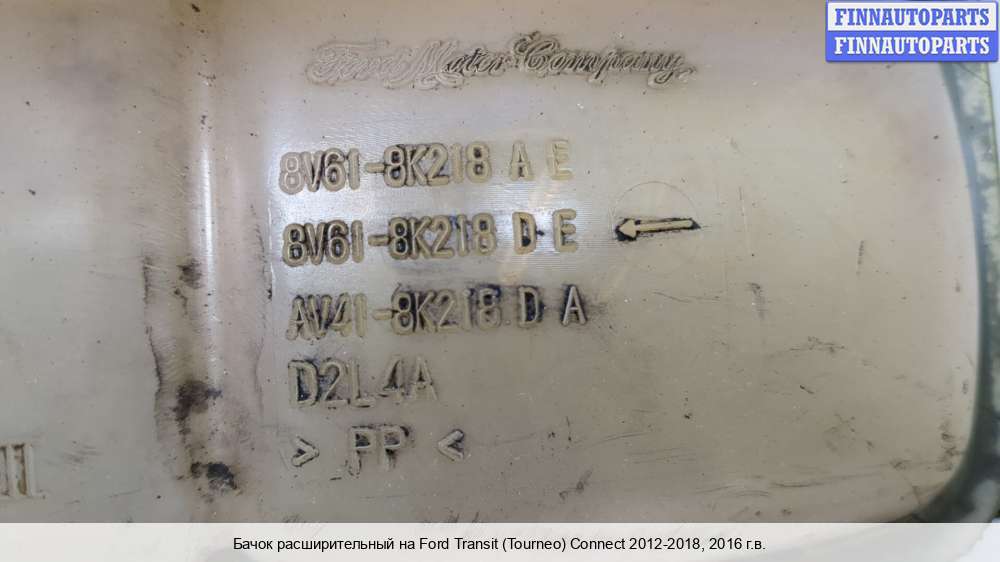 FINNAUTOPARTS
FINNAUTOPARTS
Ford Motor Company
8V61-8K218 A E
8V61-8K218 D E
AV41-8K218 D A
D2L4A
> PP <
Бачок расширительный на Ford Transit (Tourneo) Connect 2012-2018, 2016 г.в.